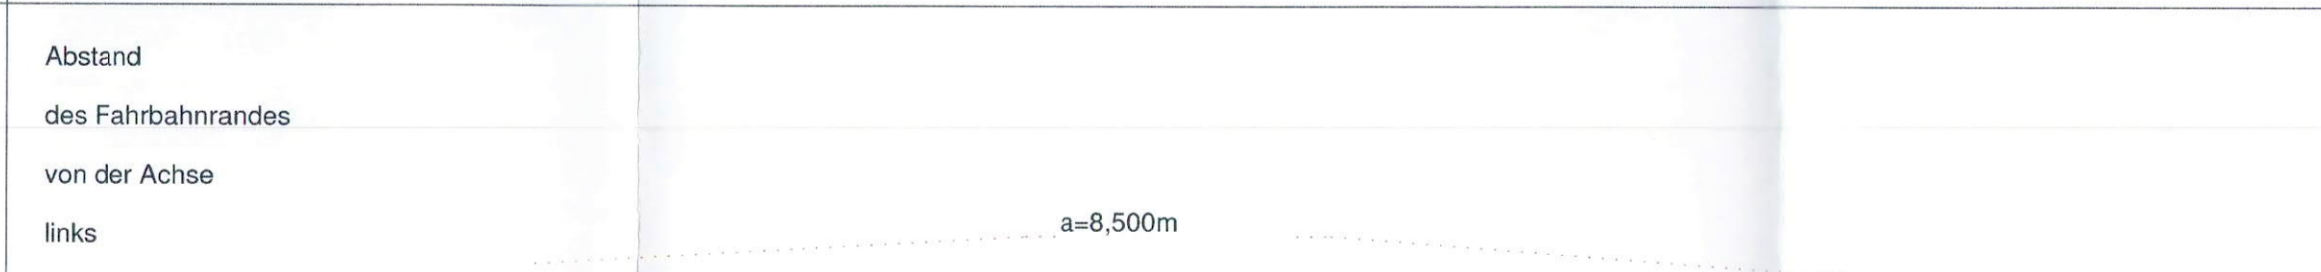 Abstand
des Fahrbahnrandes
von der Achse
links
a=8,500m